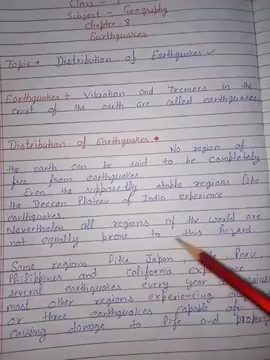 Class
Subject - Geography
Chapter - 8
Earthquakes
Topic → Distribution of Earthquakes ✓
Earthquakes ÷ Vibration and Tremors in the
crust of the earth are called earthquakes.
Distribution of Earthquakes *
No region of
the earth can be said to be completely
free from earthquakes.
Even the supposedly stable regions like
the Deccan Plateau of India experience
earthquakes.
Nevertheless all regions of the world are
not equally prone to this hazard.
Some regions like Japan Peru
Philippines and California
several earthquakes every year
most other regions experiencing
or three earthquakes capable of
causing damage to life and